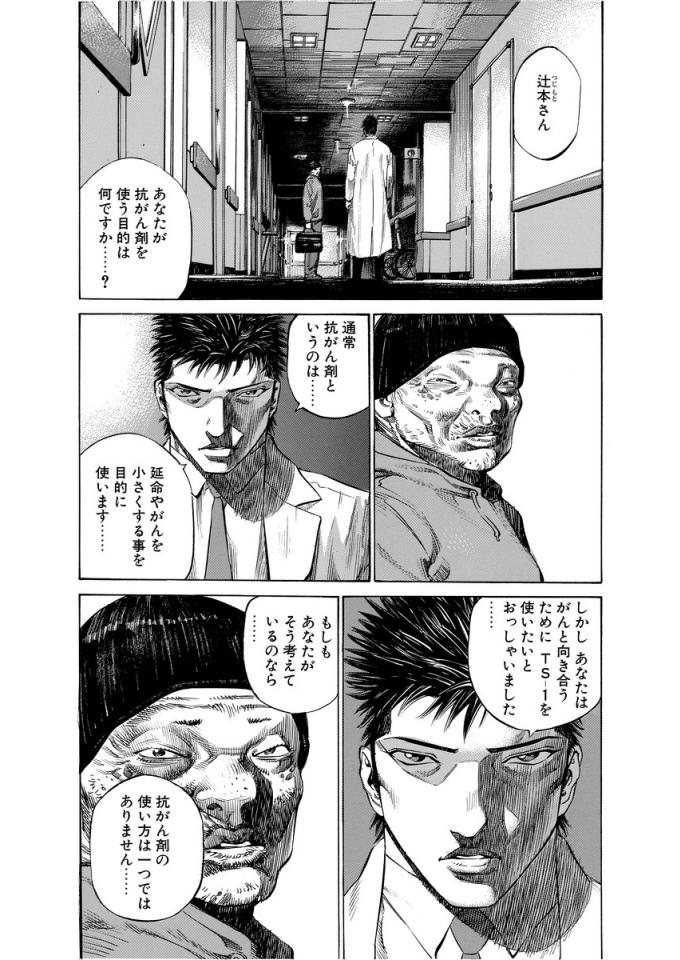 辻本さん
つじもと
あなたが
抗がん剤を
使う目的は
何ですか……?
通常
抗がん剤と
いうのは……
延命やがんを
小さくする事を
目的に
使います……
しかし あなたは
がんと向き合う
ために TS-1を
使いたいと
おっしゃいました
……
もしも
あなたが
そう考えて
いるのなら
……
抗がん剤の
使い方は一つでは
ありません……